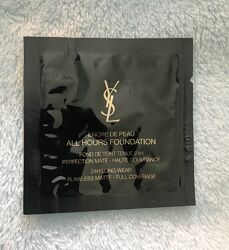 YSL
ENCRE DE PEAU
ALL HOURS FOUNDATION
FOND DE TEINT TENUE 24H
PERFECTION MATE - HAUTE COUVRANCE
24H LONG-WEAR
FLAWLESS MATTE - FULL COVERAGE